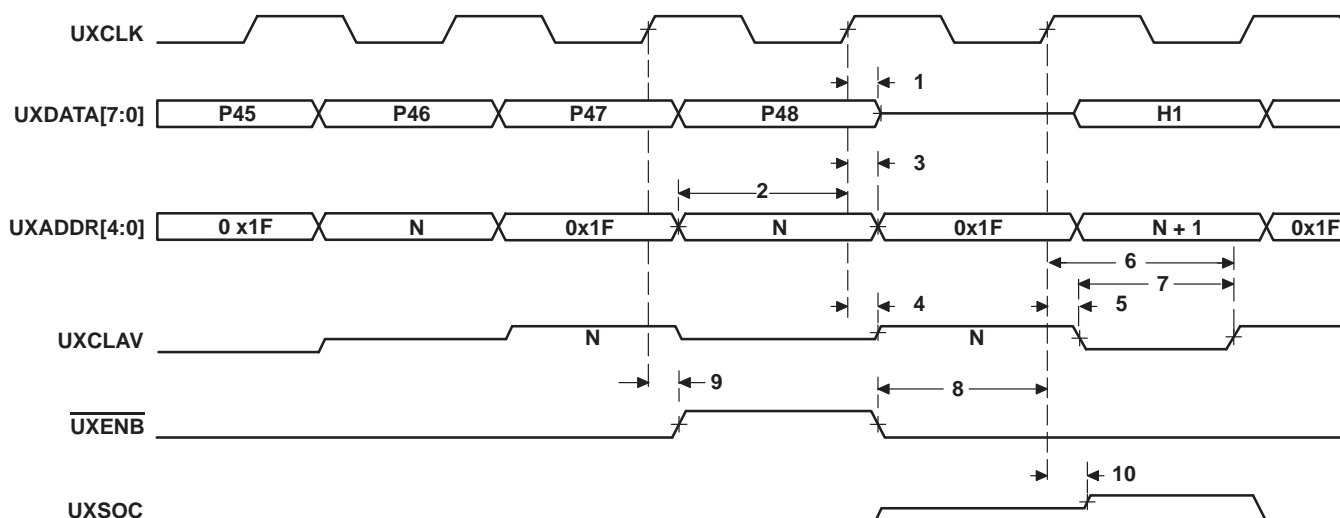 UXCLK
1
UXDATA[7:0] P45 P46 P47 P48 H1
3
2
UXADDR[4:0] 0 x1F N 0x1F N 0x1F N + 1 0x1F
6
7
4 5
UXCLAV N N
9 8
UXENB
10
UXSOC